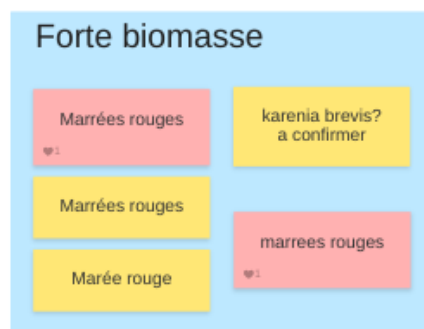 Forte biomasse
Marrées rouges
1
Marrées rouges
Marée rouge
karenia brevis?
a confirmer
marrees rouges
1